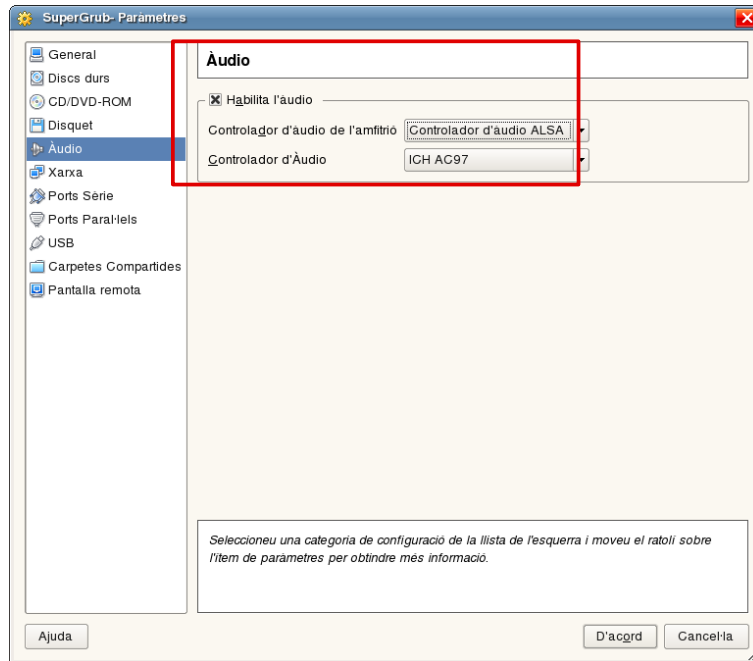 SuperGrub- Paràmetres
General
Discs durs
CD/DVD-ROM
Disquet
Àudio
Xarxa
Ports Sèrie
Ports Paral·lels
USB
Carpetes Compartides
Pantalla remota
Àudio
Habilita l'àudio
Controlador d'àudio de l'amfitrió Controlador d'àudio ALSA
Controlador d'Àudio ICH AC97
Seleccioneu una categoria de configuració de la llista de l'esquerra i moveu el ratolí sobre
l'ítem de paràmetres per obtindre més informació.
Ajuda D'acord Cancel·la